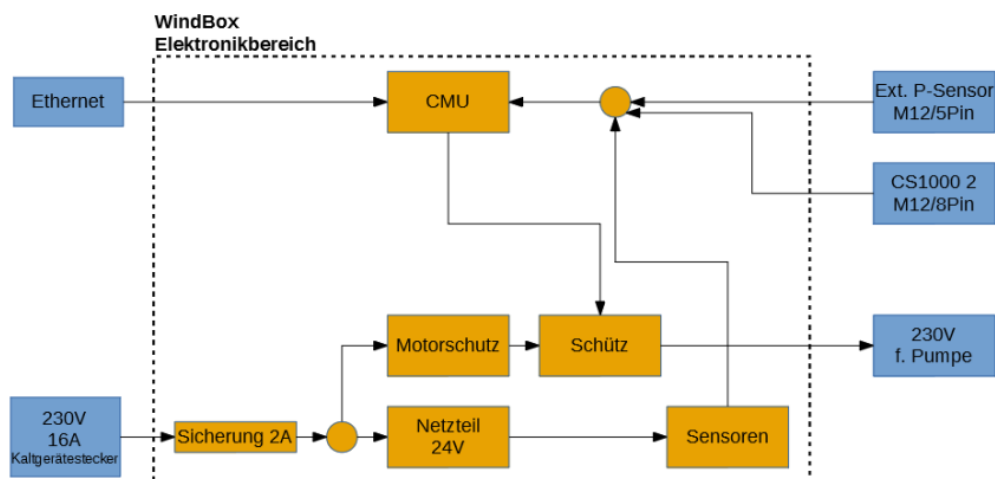 WindBox
Elektronikbereich
Ethernet
CMU
Ext. P-Sensor
M12/5Pin
CS1000 2
M12/8Pin
Motorschutz
Schütz
230V
f. Pumpe
230V
16A
Kaltgerätestecker
Sicherung 2A
Netzteil
24V
Sensoren